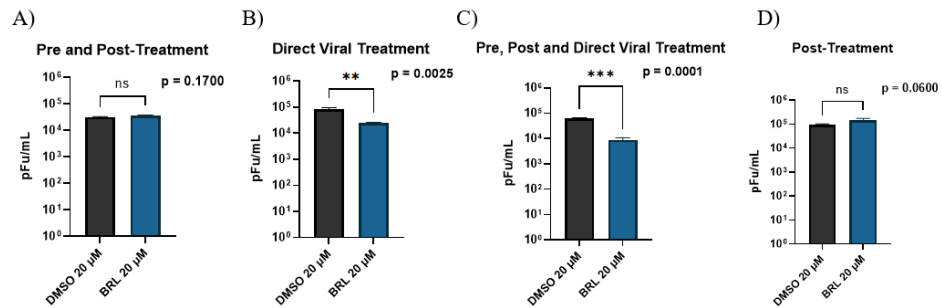 A)
Pre and Post-Treatment
ns
p = 0.1700
pFu/mL
10⁶
10⁵
10⁴
10³
10²
10¹
10⁰
DMSO 20 µM
BRL 20 µM
B)
Direct Viral Treatment
**
p = 0.0025
pFu/mL
10⁶
10⁵
10⁴
10³
10²
10¹
10⁰
DMSO 20 µM
BRL 20 µM
C)
Pre, Post and Direct Viral Treatment
***
p = 0.0001
pFu/mL
10⁶
10⁵
10⁴
10³
10²
10¹
10⁰
DMSO 20 µM
BRL 20 µM
D)
Post-Treatment
ns
p = 0.0600
pFu/mL
10⁶
10⁵
10⁴
10³
10²
10¹
10⁰
DMSO 20 µM
BRL 20 µM